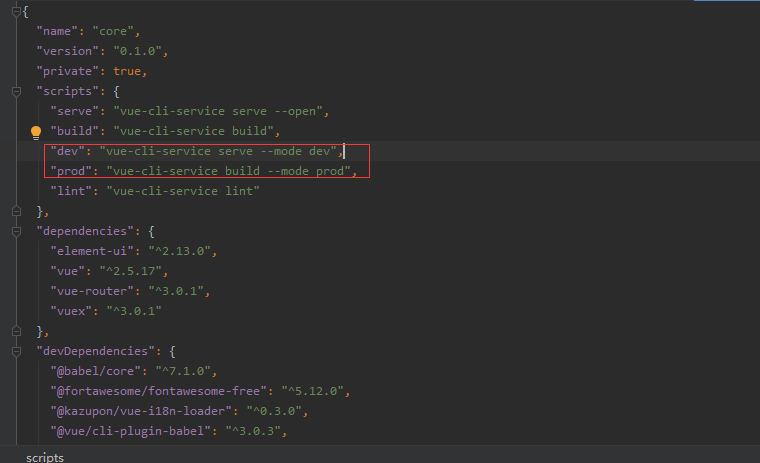 {
"name": "core",
"version": "0.1.0",
"private": true,
"scripts": {
"serve": "vue-cli-service serve --open",
"build": "vue-cli-service build",
"dev": "vue-cli-service serve --mode dev",
"prod": "vue-cli-service build --mode prod",
"lint": "vue-cli-service lint"
},
"dependencies": {
"element-ui": "^2.13.0",
"vue": "^2.5.17",
"vue-router": "^3.0.1",
"vuex": "^3.0.1"
},
"devDependencies": {
"@babel/core": "^7.1.0",
"@fortawesome/fontawesome-free": "^5.12.0",
"@kazupon/vue-i18n-loader": "^0.3.0",
"@vue/cli-plugin-babel": "^3.0.3",
scripts